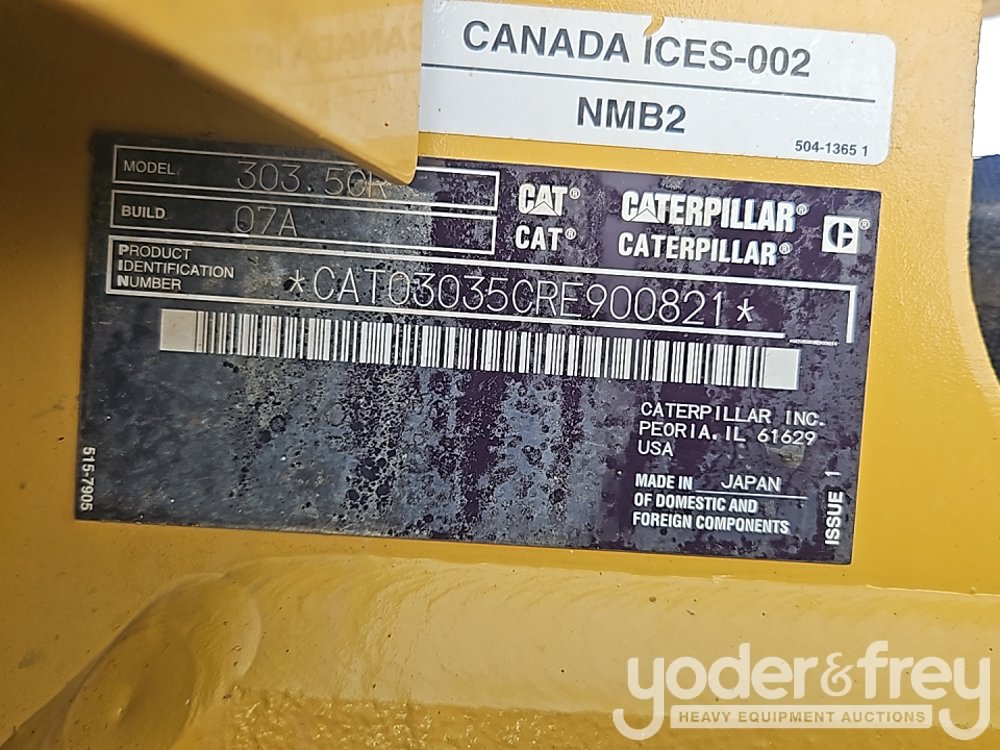 CANADA ICES-002
NMB2
504-1365 1
MODEL 303.5CR
BUILD 07A
CAT® CATERPILLAR®
CAT® CATERPILLAR®
PRODUCT
IDENTIFICATION
NUMBER
*CAT03035CRE900821*
CATERPILLAR INC.
PEORIA, IL 61629
USA
MADE IN JAPAN
OF DOMESTIC AND
FOREIGN COMPONENTS
ISSUE 1
515-7905
yoder&frey
HEAVY EQUIPMENT AUCTIONS